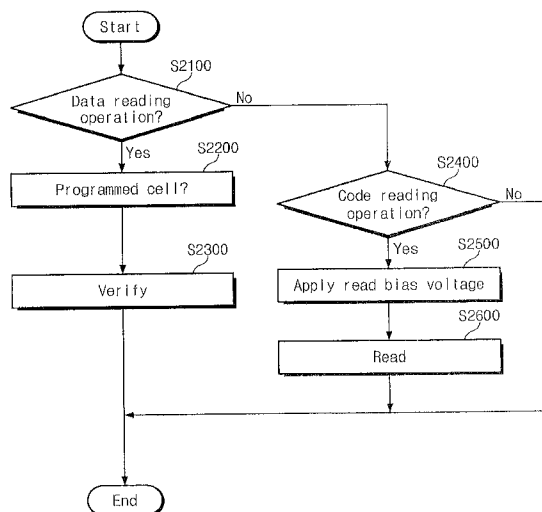 Start
S2100
Data reading
operation?
No
Yes
S2200
Programmed cell?
S2400
Code reading
operation?
No
Yes
S2300
Verify
S2500
Apply read bias voltage
S2600
Read
End